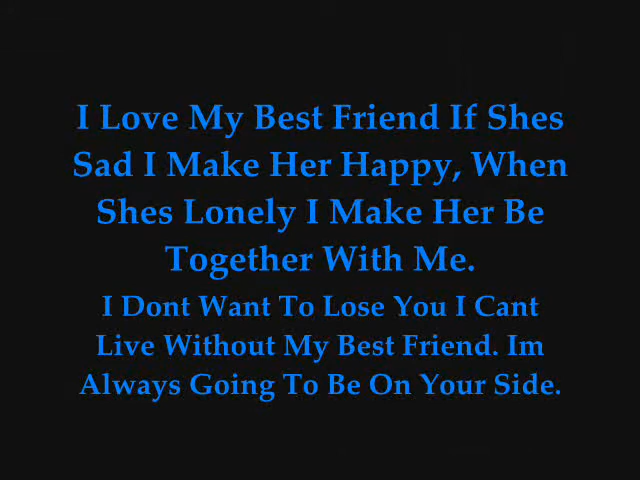 I Love My Best Friend If Shes
Sad I Make Her Happy, When
Shes Lonely I Make Her Be
Together With Me.
I Dont Want To Lose You I Cant
Live Without My Best Friend. Im
Always Going To Be On Your Side.